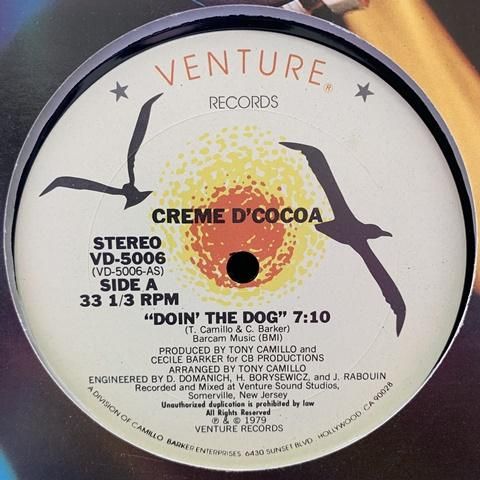 VENTURE®
RECORDS
CREME D'COCOA
STEREO
VD-5006
(VD-5006-AS)
SIDE A
33 1/3 RPM
“DOIN’ THE DOG” 7:10
(T. Camillo & C. Barker)
Barcam Music (BMI)
PRODUCED BY TONY CAMILLO and
CECILE BARKER for CB PRODUCTIONS
ARRANGED BY TONY CAMILLO
ENGINEERED BY D. DOMANICH, H. BORYSEWICZ, and J. RABOUIN
Recorded and Mixed at Venture Sound Studios,
Somerville, New Jersey
Unauthorized duplication is prohibited by law
All Rights Reserved
℗ & © 1979
VENTURE RECORDS
A DIVISION OF CAMILLO BARKER ENTERPRISES 6430 SUNSET BLVD., HOLLYWOOD, CA 90028